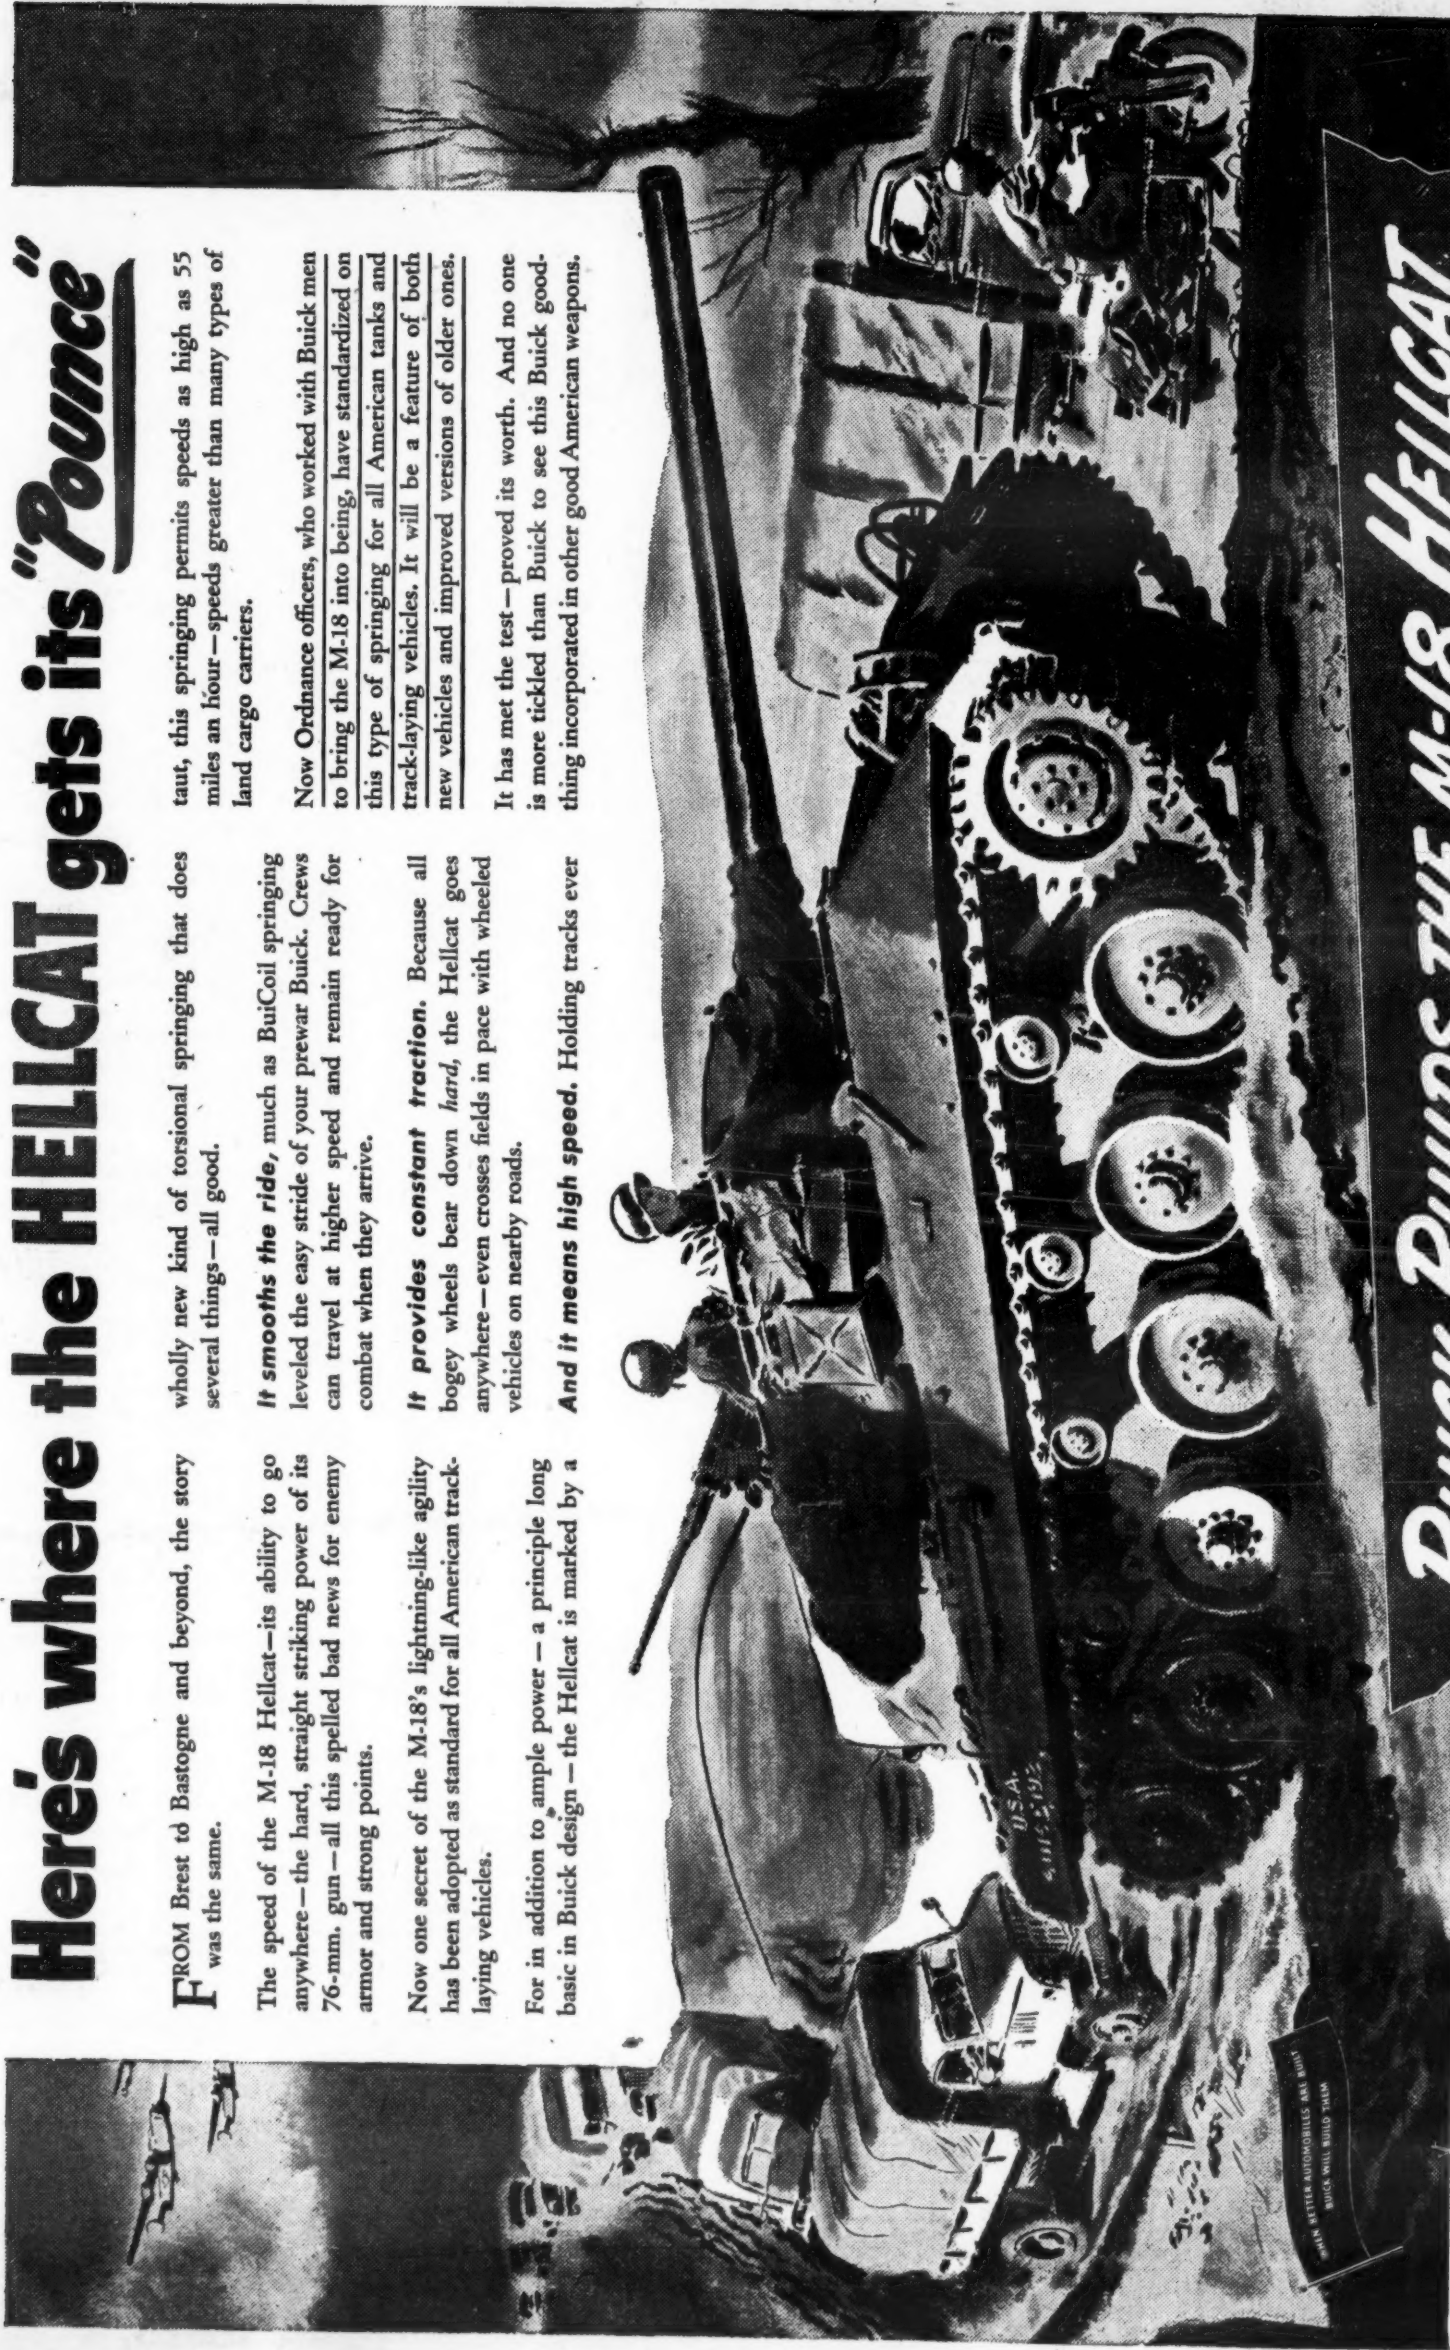 Here's where the HELLCAT gets its "Pounce"
FROM Brest to Bastogne and beyond, the story
was the same.
The speed of the M-18 Hellcat—its ability to go
anywhere—the hard, straight striking power of its
76-mm. gun—all this spelled bad news for enemy
armor and strong points.
Now one secret of the M-18's lightning-like agility
has been adopted as standard for all American track-
laying vehicles.
For in addition to ample power — a principle long
basic in Buick design — the Hellcat is marked by a
wholly new kind of torsional springing that does
several things—all good.
It smooths the ride, much as BuiCoil springing
leveled the easy stride of your prewar Buick. Crews
can travel at higher speed and remain ready for
combat when they arrive.
It provides constant traction. Because all
bogey wheels bear down hard, the Hellcat goes
anywhere—even crosses fields in pace with wheeled
vehicles on nearby roads.
And it means high speed. Holding tracks ever
taut, this springing permits speeds as high as 55
miles an hour—speeds greater than many types of
land cargo carriers.
Now Ordnance officers, who worked with Buick men
to bring the M-18 into being, have standardized on
this type of springing for all American tanks and
track-laying vehicles. It will be a feature of both
new vehicles and improved versions of older ones.
It has met the test—proved its worth. And no one
is more tickled than Buick to see this Buick good-
thing incorporated in other good American weapons.
U.S.A.
WHEN BETTER AUTOMOBILES ARE BUILT
BUICK WILL BUILD THEM
BUICK BUILDS THE M-18 HELLCAT